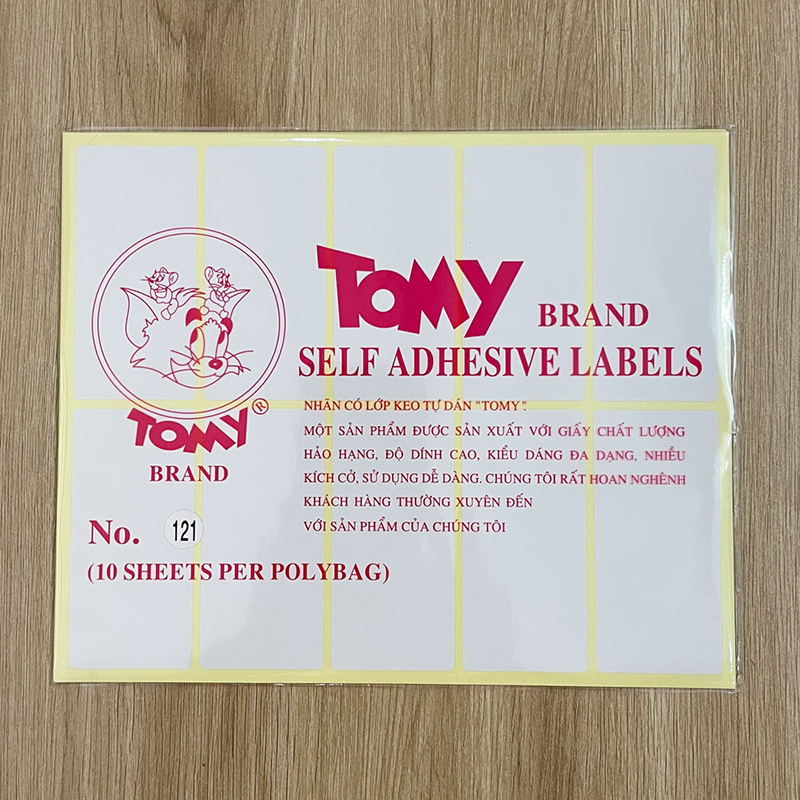 TOMY BRAND
SELF ADHESIVE LABELS
NHÃN CÓ LỚP KEO TỰ DÁN "TOMY".
MỘT SẢN PHẨM ĐƯỢC SẢN XUẤT VỚI GIẤY CHẤT LƯỢNG
HẢO HẠNG, ĐỘ DÍNH CAO, KIỂU DÁNG ĐA DẠNG, NHIỀU
KÍCH CỞ, SỬ DỤNG DỄ DÀNG. CHÚNG TÔI RẤT HOAN NGHÊNH
KHÁCH HÀNG THƯỜNG XUYÊN ĐẾN
VỚI SẢN PHẨM CỦA CHÚNG TÔI
TOMY®
BRAND
No. 121
(10 SHEETS PER POLYBAG)